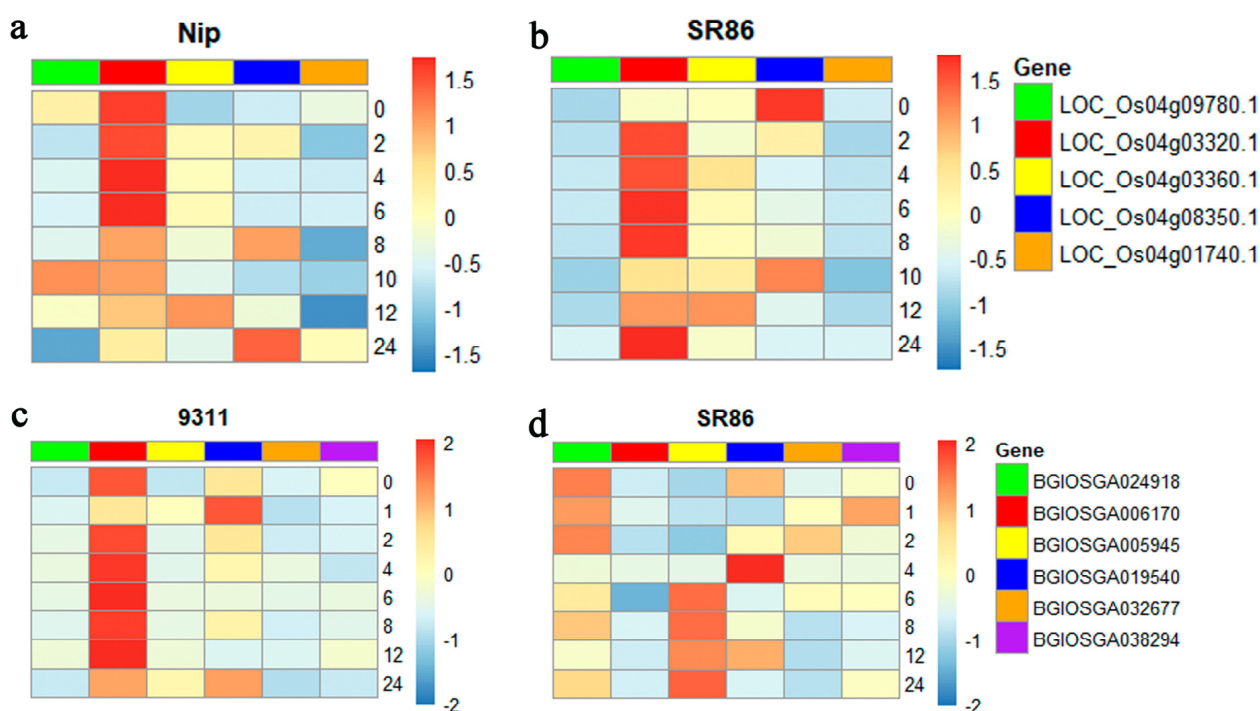 a
Nip
0
2
4
6
8
10
12
24
1.5
1
0.5
0
-0.5
-1
-1.5
b
SR86
0
2
4
6
8
10
12
24
1.5
1
0.5
0
-0.5
-1
-1.5
Gene
LOC_Os04g09780.1
LOC_Os04g03320.1
LOC_Os04g03360.1
LOC_Os04g08350.1
LOC_Os04g01740.1
c
9311
0
1
2
4
6
8
12
24
2
1
0
-1
-2
d
SR86
0
1
2
4
6
8
12
24
2
1
0
-1
-2
Gene
BGIOSGA024918
BGIOSGA006170
BGIOSGA005945
BGIOSGA019540
BGIOSGA032677
BGIOSGA038294